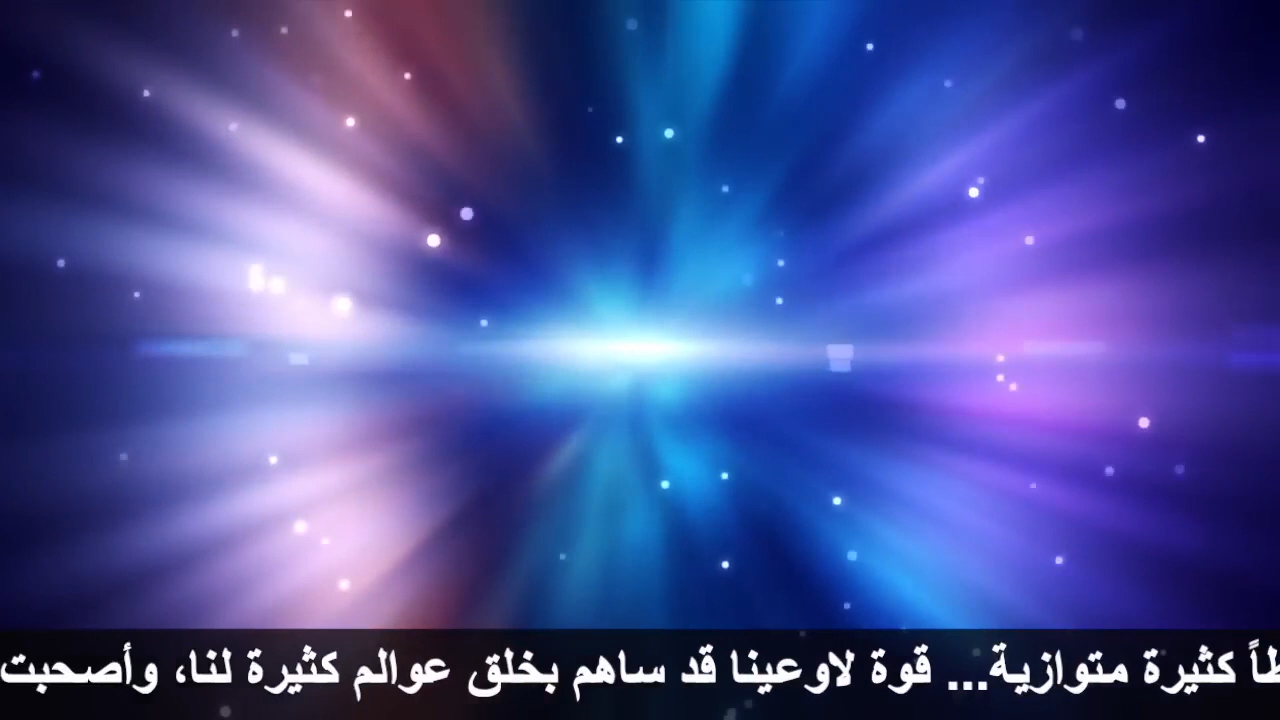 كثيرة متوازية... قوة لاوعينا قد ساهم بخلق عوالم كثيرة لنا، وأصحبت